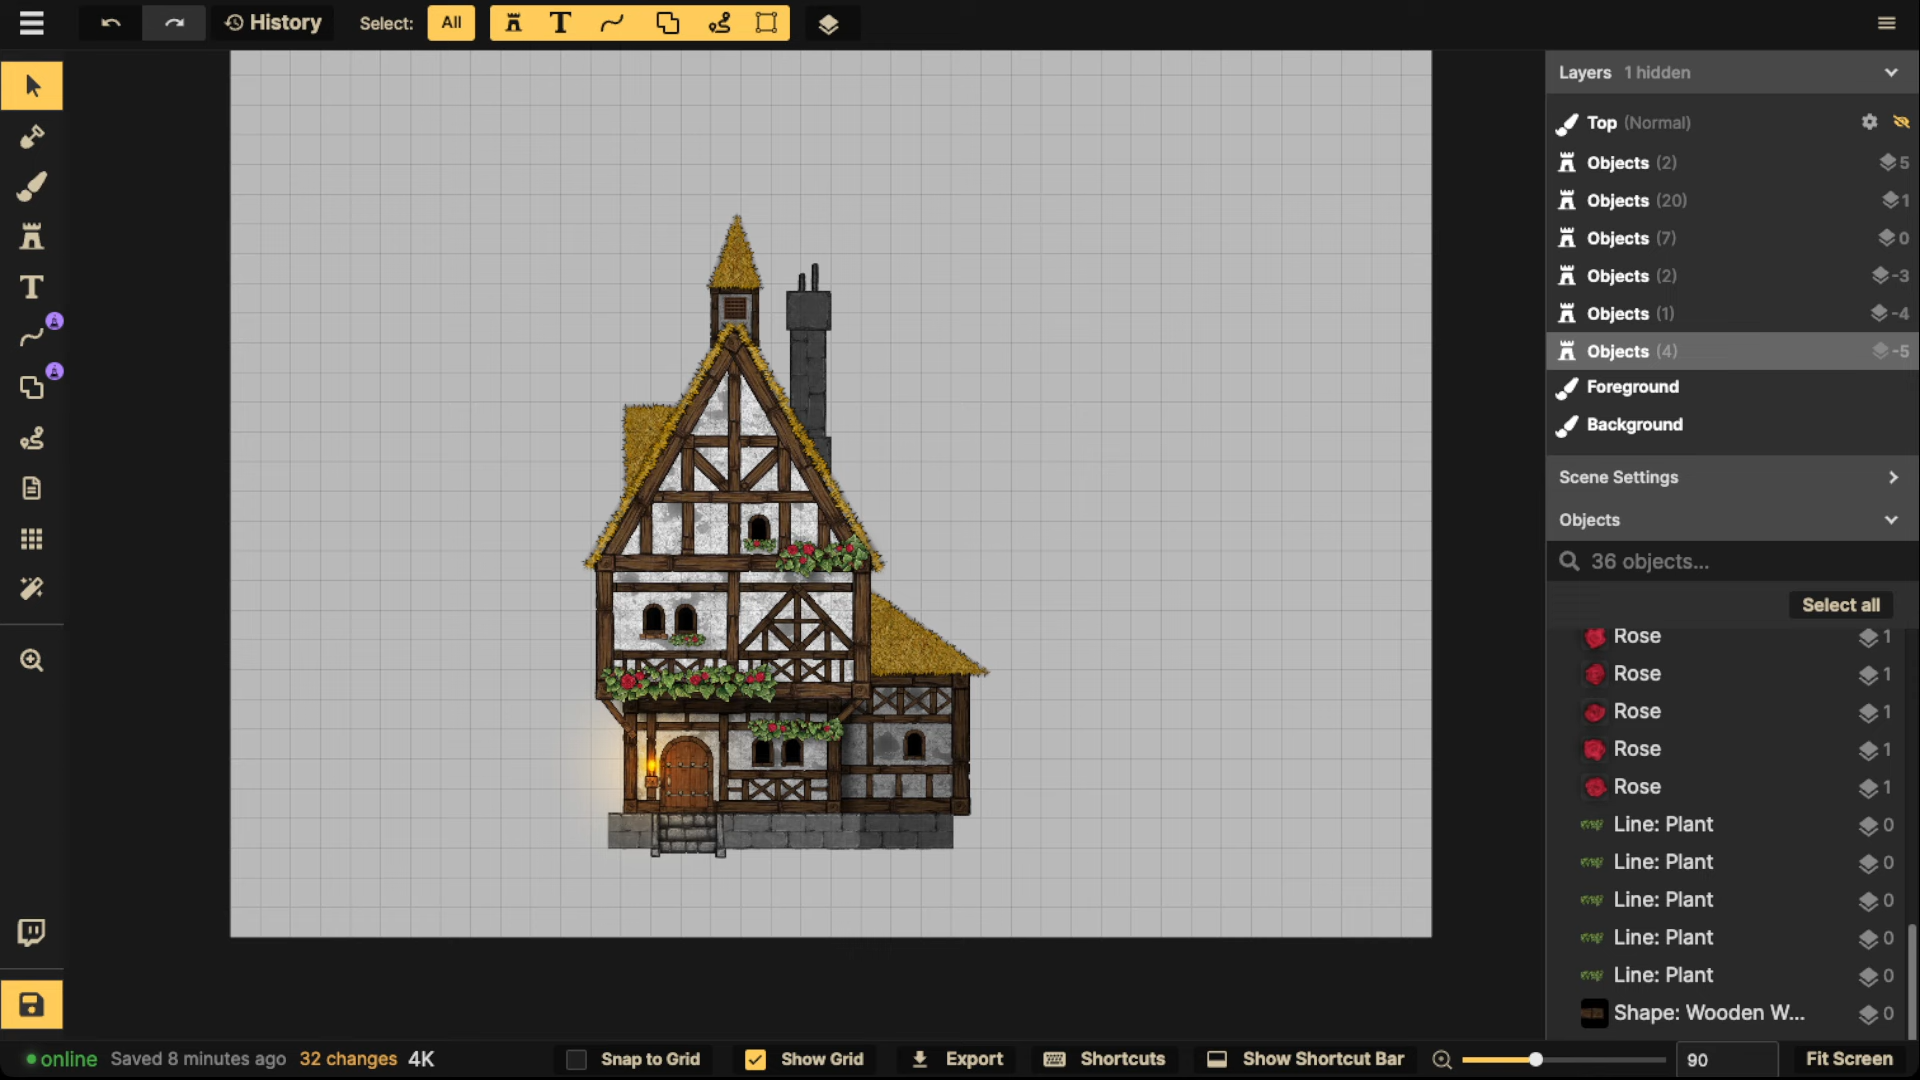 History
Select:
All
Layers 1 hidden
Top (Normal)
Objects (2) 5
Objects (20) 1
Objects (7) 0
Objects (2) -3
Objects (1) -4
Objects (4) -5
Foreground
Background
Scene Settings
Objects
36 objects...
Select all
Rose 1
Rose 1
Rose 1
Rose 1
Rose 1
Line: Plant 0
Line: Plant 0
Line: Plant 0
Line: Plant 0
Line: Plant 0
Shape: Wooden W... 0
online Saved 8 minutes ago 32 changes 4K Snap to Grid Show Grid Export Shortcuts Show Shortcut Bar 90 Fit Screen